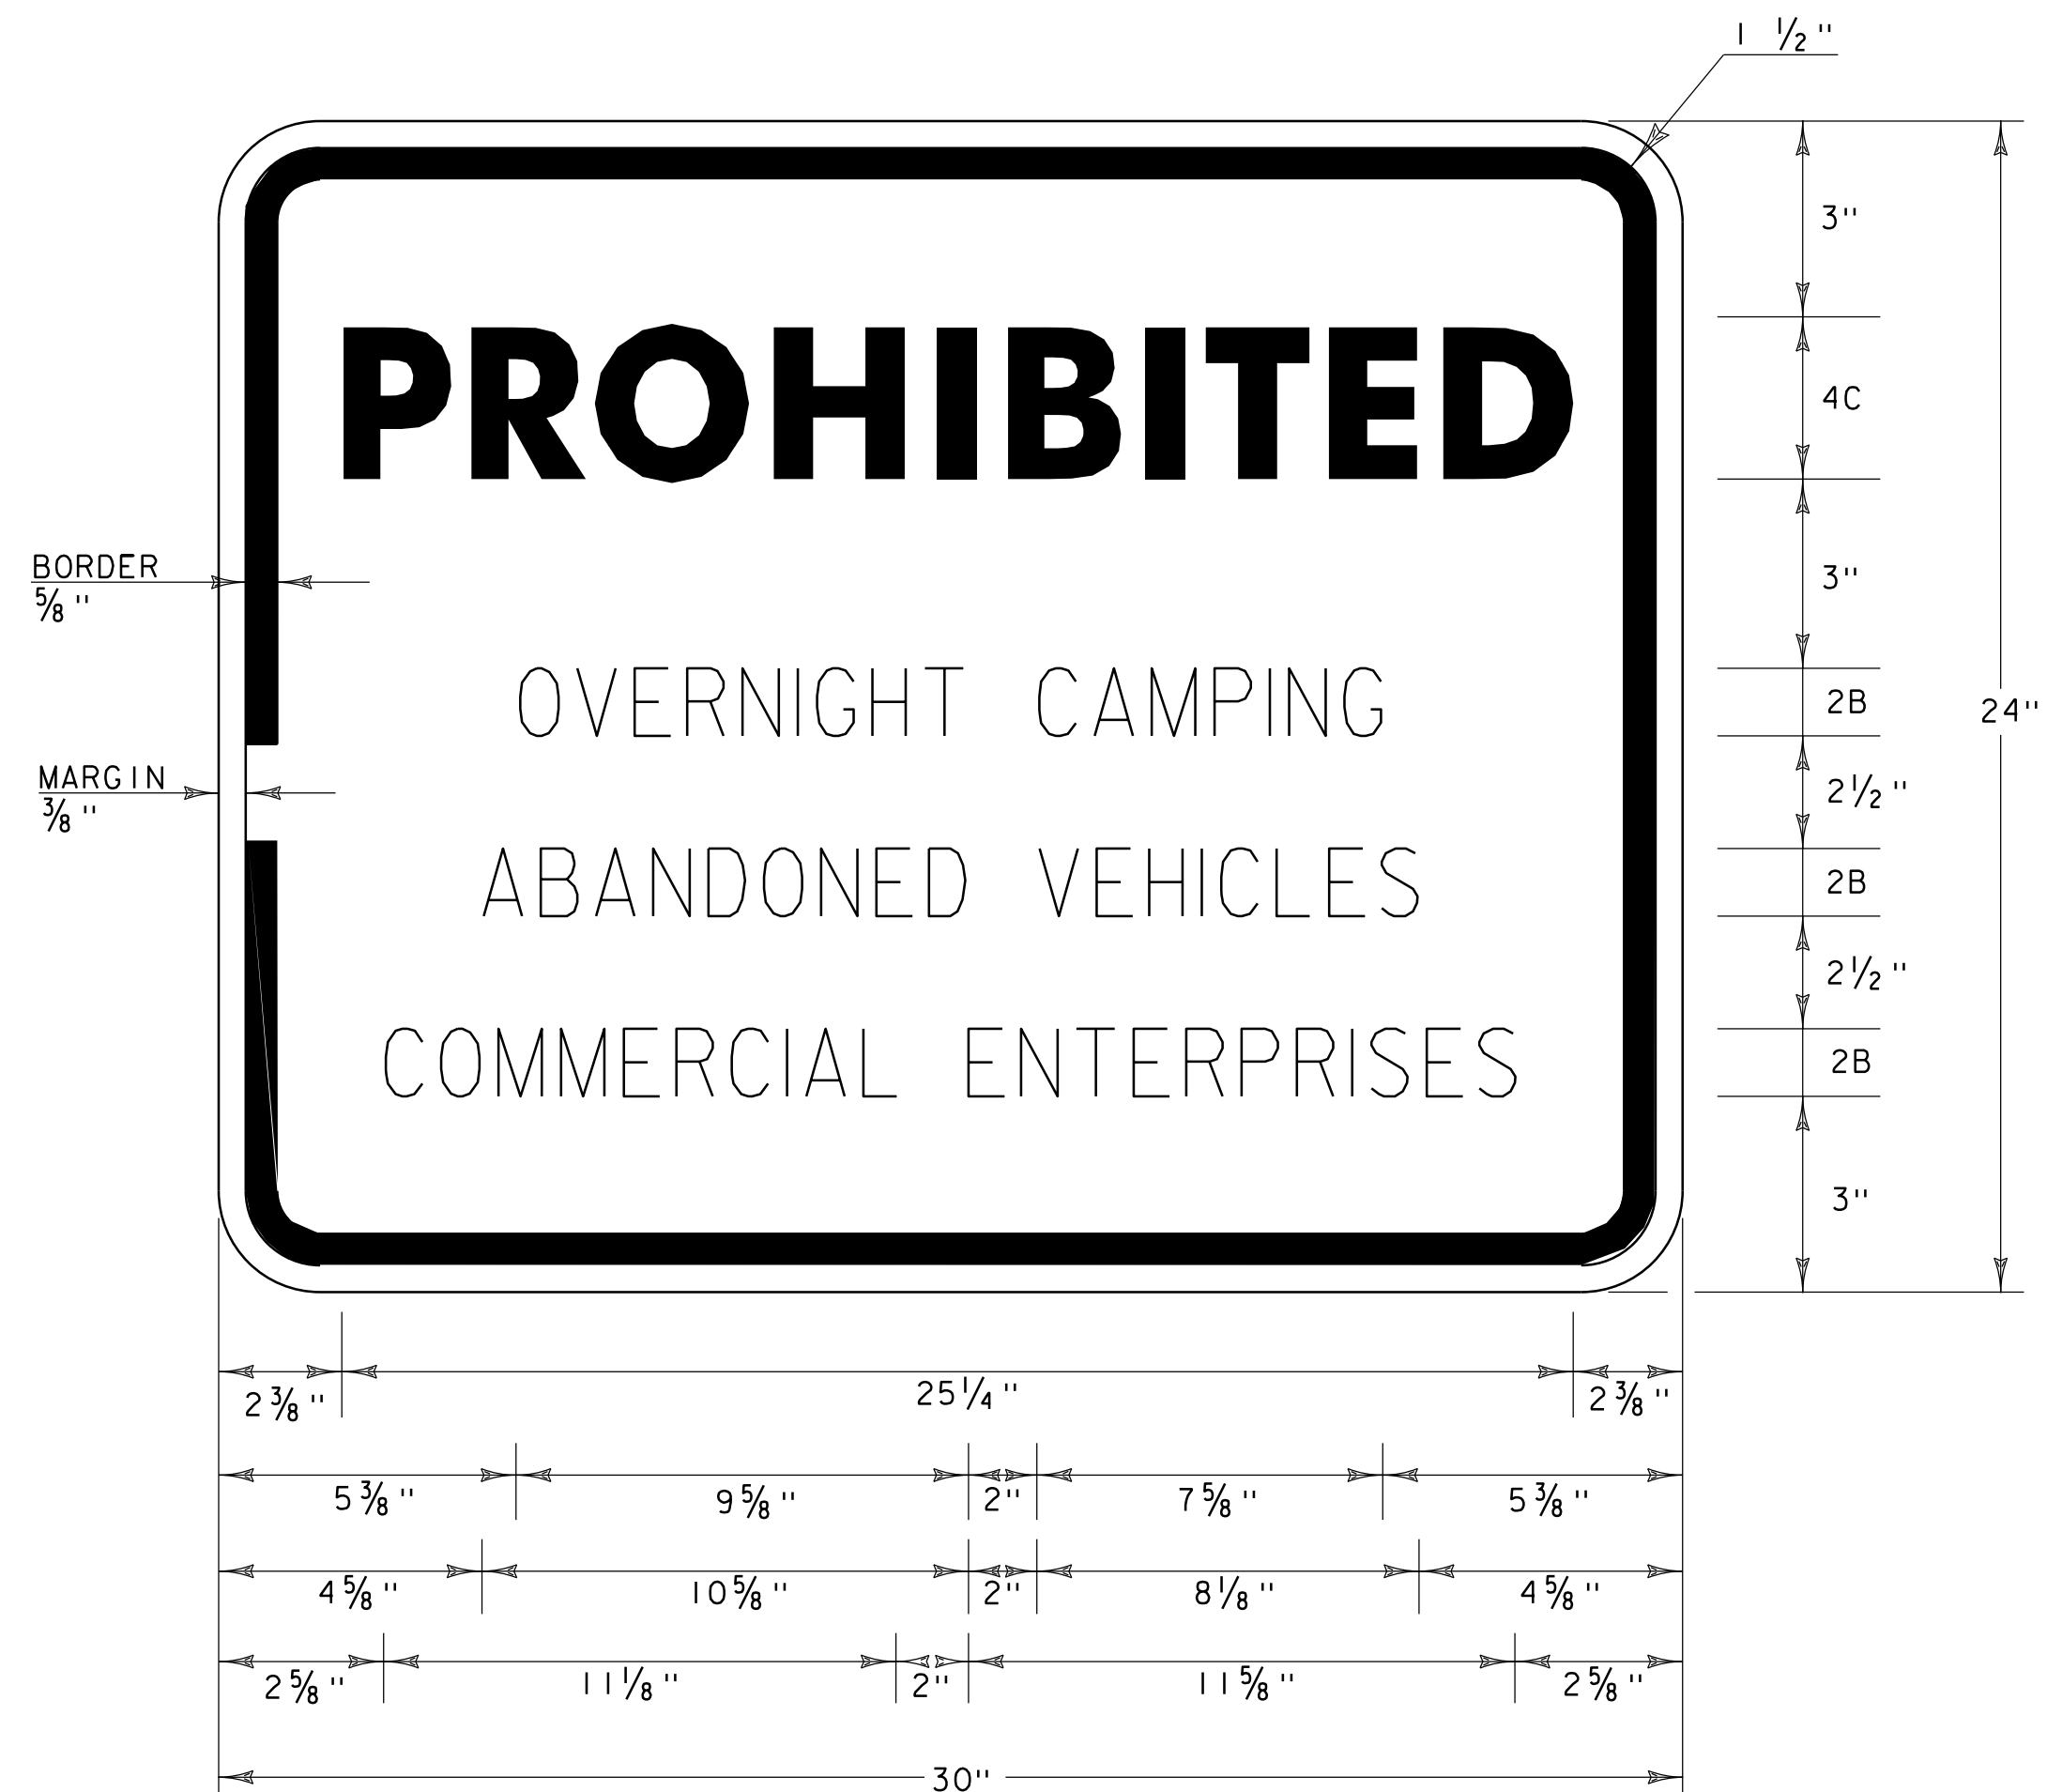 1 1/2"
3"
PROHIBITED
4C
BORDER
5/8"
3"
OVERNIGHT CAMPING
2B
24"
MARGIN
3/8"
2 1/2"
ABANDONED VEHICLES
2B
2 1/2"
COMMERCIAL ENTERPRISES
2B
3"
2 3/8" 25 1/4" 2 3/8"
5 3/8" 9 5/8" 2" 7 5/8" 5 3/8"
4 5/8" 10 5/8" 2" 8 1/8" 4 5/8"
2 5/8" 11 1/8" 2" 11 5/8" 2 5/8"
30"